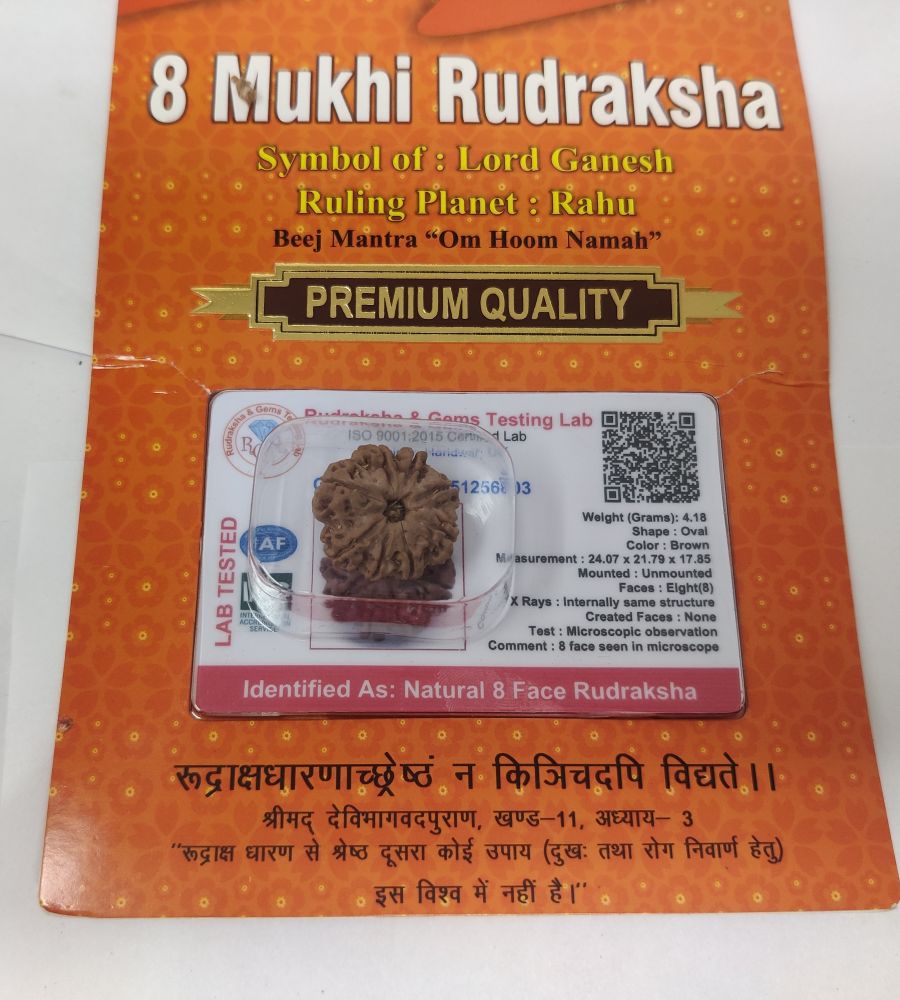 8 Mukhi Rudraksha
Symbol of : Lord Ganesh
Ruling Planet : Rahu
Beej Mantra “Om Hoom Namah”
PREMIUM QUALITY
Rudraksha & Gems Testing Lab
ISO 9001:2015 Certified Lab
LAB TESTED
IAF
Weight (Grams): 4.18
Shape : Oval
Color : Brown
Measurement : 24.07 x 21.79 x 17.85
Mounted : Unmounted
Faces : Eight(8)
X Rays : Internally same structure
Created Faces : None
Test : Microscopic observation
Comment : 8 face seen in microscope
Identified As: Natural 8 Face Rudraksha
रूद्राक्षधारणाच्छ्रेष्ठं न किञिचदपि विद्यते।।
श्रीमद् देविभागवदपुराण, खण्ड–11, अध्याय– 3
‘‘रूद्राक्ष धारण से श्रेष्ठ दूसरा कोई उपाय (दुखः तथा रोग निवार्ण हेतु)
इस विश्व में नहीं है।’’